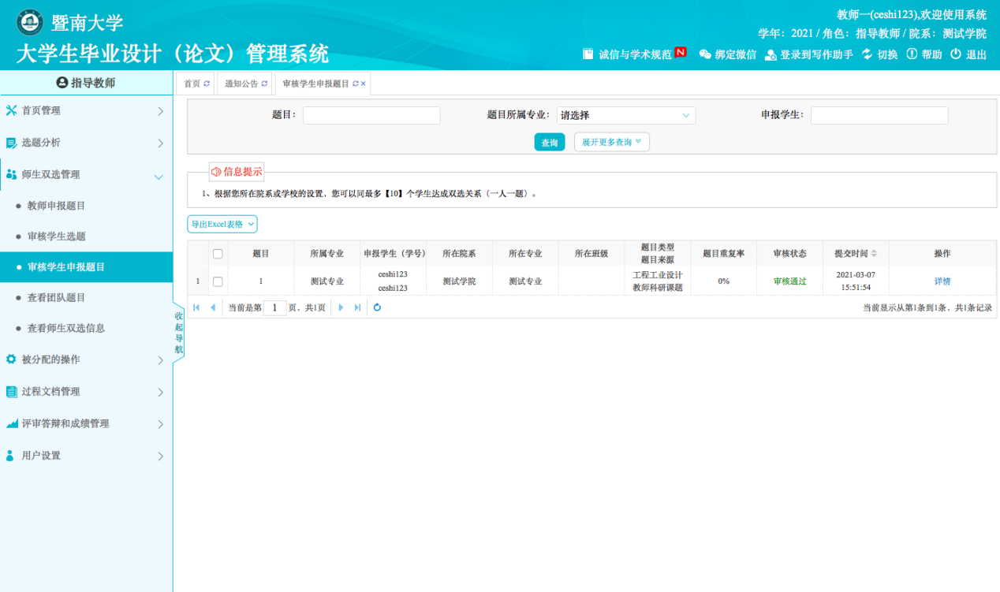 暨南大学
大学生毕业设计（论文）管理系统
教师一(ceshi123),欢迎使用系统
学年：2021 / 角色：指导教师 / 院系：测试学院
诚信与学术规范 N 绑定微信 登录到写作助手 切换 帮助 退出
指导教师
首页管理
选题分析
师生双选管理
教师申报题目
审核学生选题
审核学生申报题目
查看团队题目
查看师生双选信息
被分配的操作
过程文档管理
评审答辩和成绩管理
用户设置
收起导航
首页 通知公告 审核学生申报题目
题目： 题目所属专业： 请选择 申报学生：
查询 展开更多查询
信息提示
1、根据您所在院系或学校的设置，您可以同最多【10】个学生达成双选关系（一人一题）。
导出Excel表格
题目 所属专业 申报学生（学号） 所在院系 所在专业 所在班级 题目类型 题目来源 题目重复率 审核状态 提交时间 操作
1 1 测试专业 ceshi123 ceshi123 测试学院 测试专业 工程工业设计 教师科研课题 0% 审核通过 2021-03-07 15:51:54 详情
当前是第 1 页，共1页
当前显示从第1条到1条，共1条记录